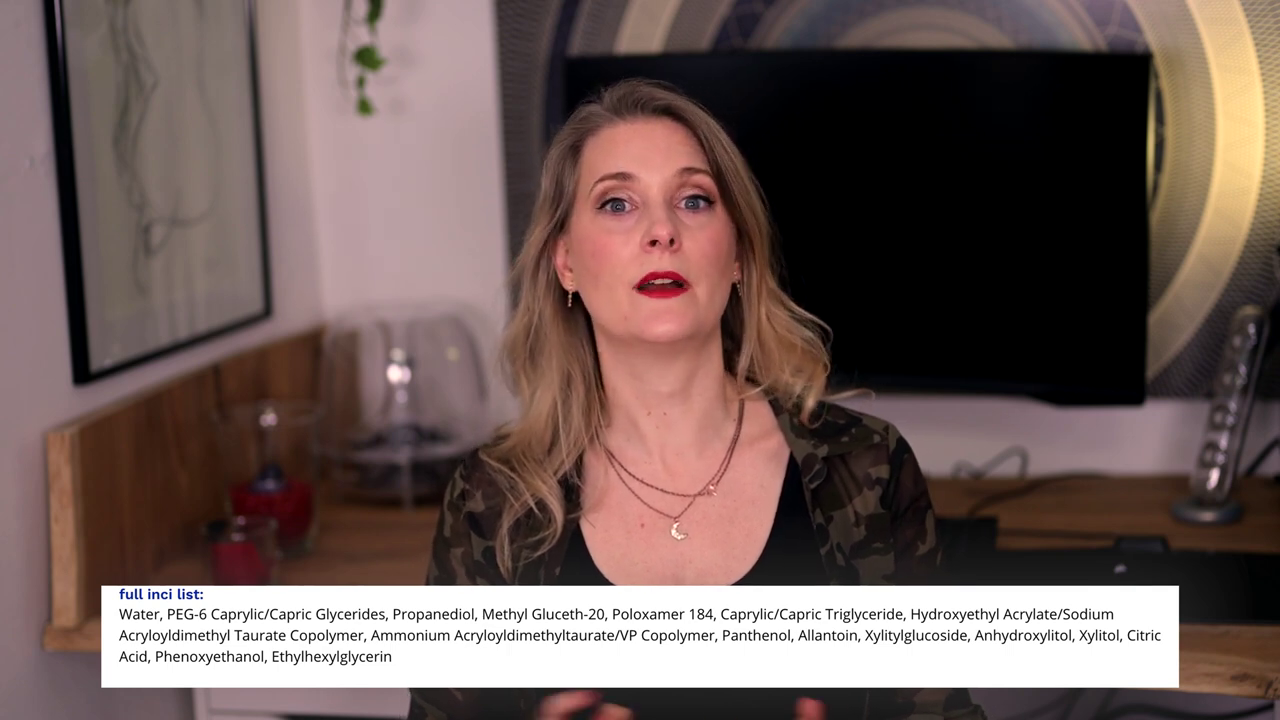 full inci list:
Water, PEG-6 Caprylic/Capric Glycerides, Propanediol, Methyl Gluceth-20, Poloxamer 184, Caprylic/Capric Triglyceride, Hydroxyethyl Acrylate/Sodium
Acryloyldimethyl Taurate Copolymer, Ammonium Acryloyldimethyltaurate/VP Copolymer, Panthenol, Allantoin, Xylitylglucoside, Anhydroxylitol, Xylitol, Citric
Acid, Phenoxyethanol, Ethylhexylglycerin